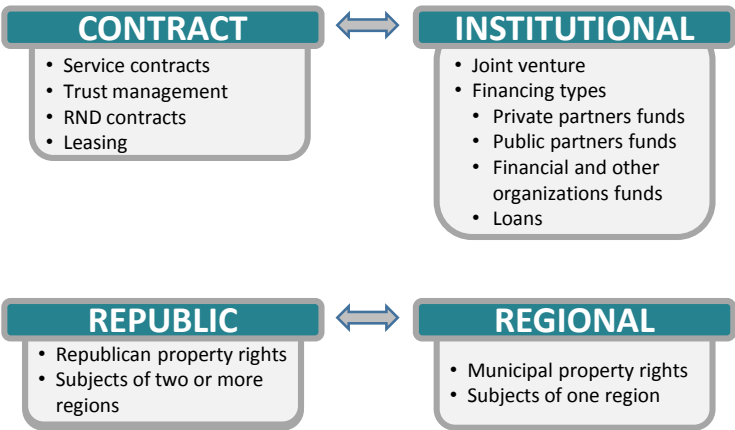 CONTRACT
• Service contracts
• Trust management
• RND contracts
• Leasing
INSTITUTIONAL
• Joint venture
• Financing types
• Private partners funds
• Public partners funds
• Financial and other
organizations funds
• Loans
REPUBLIC
• Republican property rights
• Subjects of two or more
regions
REGIONAL
• Municipal property rights
• Subjects of one region